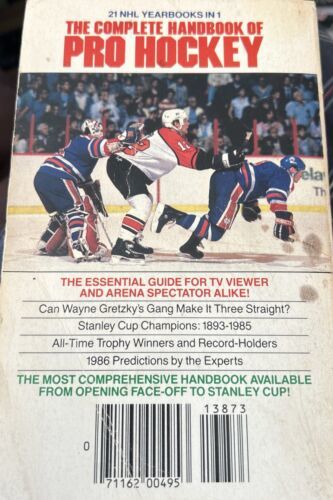 21 NHL YEARBOOKS IN 1
THE COMPLETE HANDBOOK OF
PRO HOCKEY
THE ESSENTIAL GUIDE FOR TV VIEWER
AND ARENA SPECTATOR ALIKE!
Can Wayne Gretzky's Gang Make It Three Straight?
Stanley Cup Champions: 1893-1985
All-Time Trophy Winners and Record-Holders
1986 Predictions by the Experts
THE MOST COMPREHENSIVE HANDBOOK AVAILABLE
FROM OPENING FACE-OFF TO STANLEY CUP!
13873
0
71162 00495